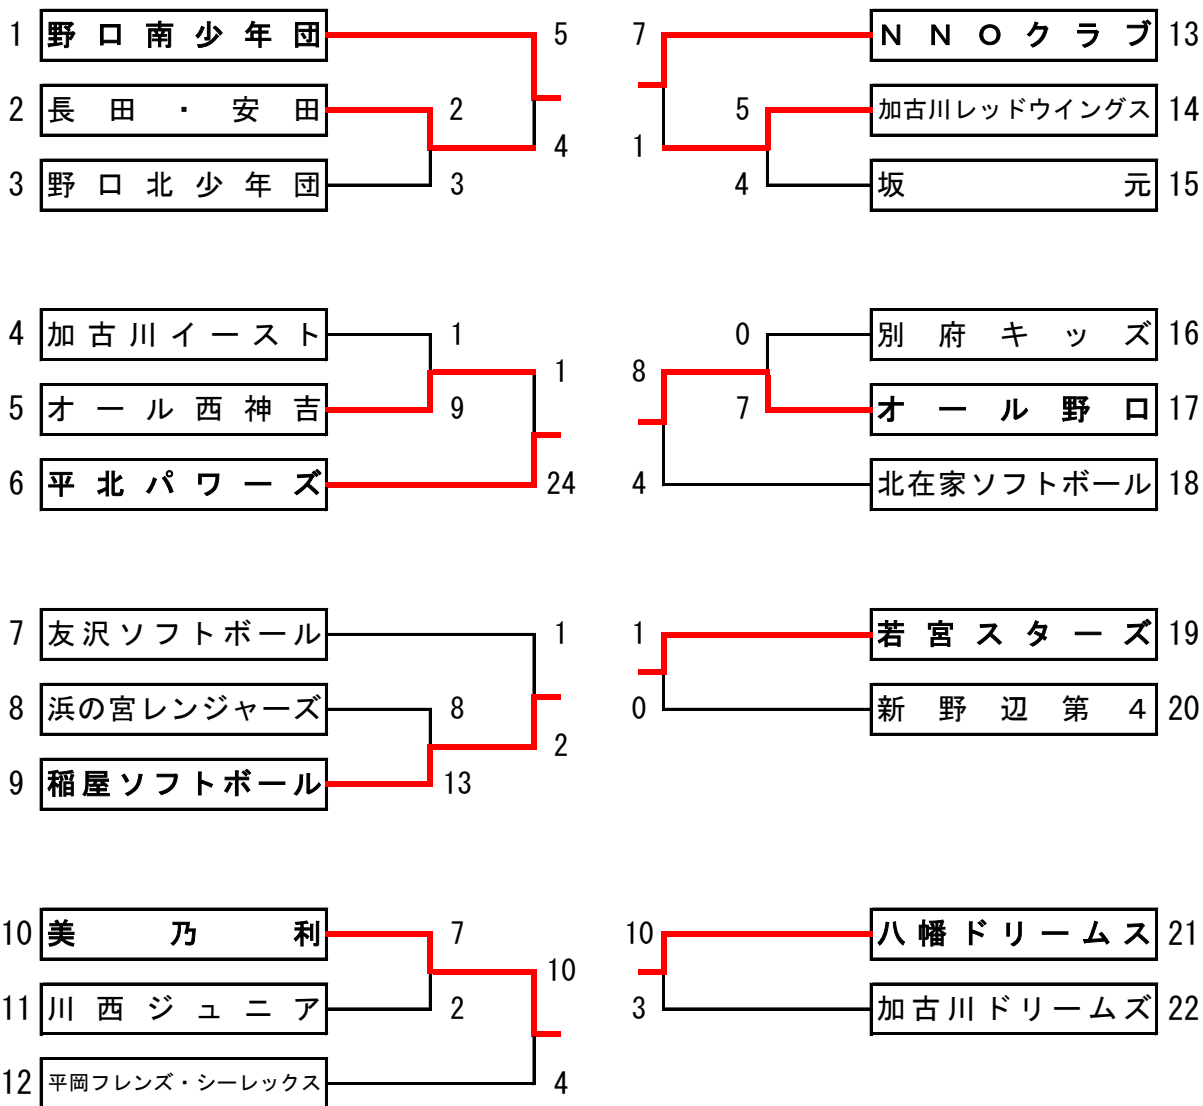 1 野口南少年団 5
2 長田・安田 2
4
3 野口北少年団 3
7 NNOクラブ 13
5 加古川レッドウイングス 14
1
4 坂元 15
4 加古川イースト 1
1
5 オール西神吉 9
6 平北パワーズ 24
0 別府キッズ 16
8
7 オール野口 17
4 北在家ソフトボール 18
7 友沢ソフトボール 1
8 浜の宮レンジャーズ 8
2
9 稲屋ソフトボール 13
1 若宮スターズ 19
0 新野辺第4 20
10 美乃利 7
10
11 川西ジュニア 2
12 平岡フレンズ・シーレックス 4
10 八幡ドリームス 21
3 加古川ドリームズ 22